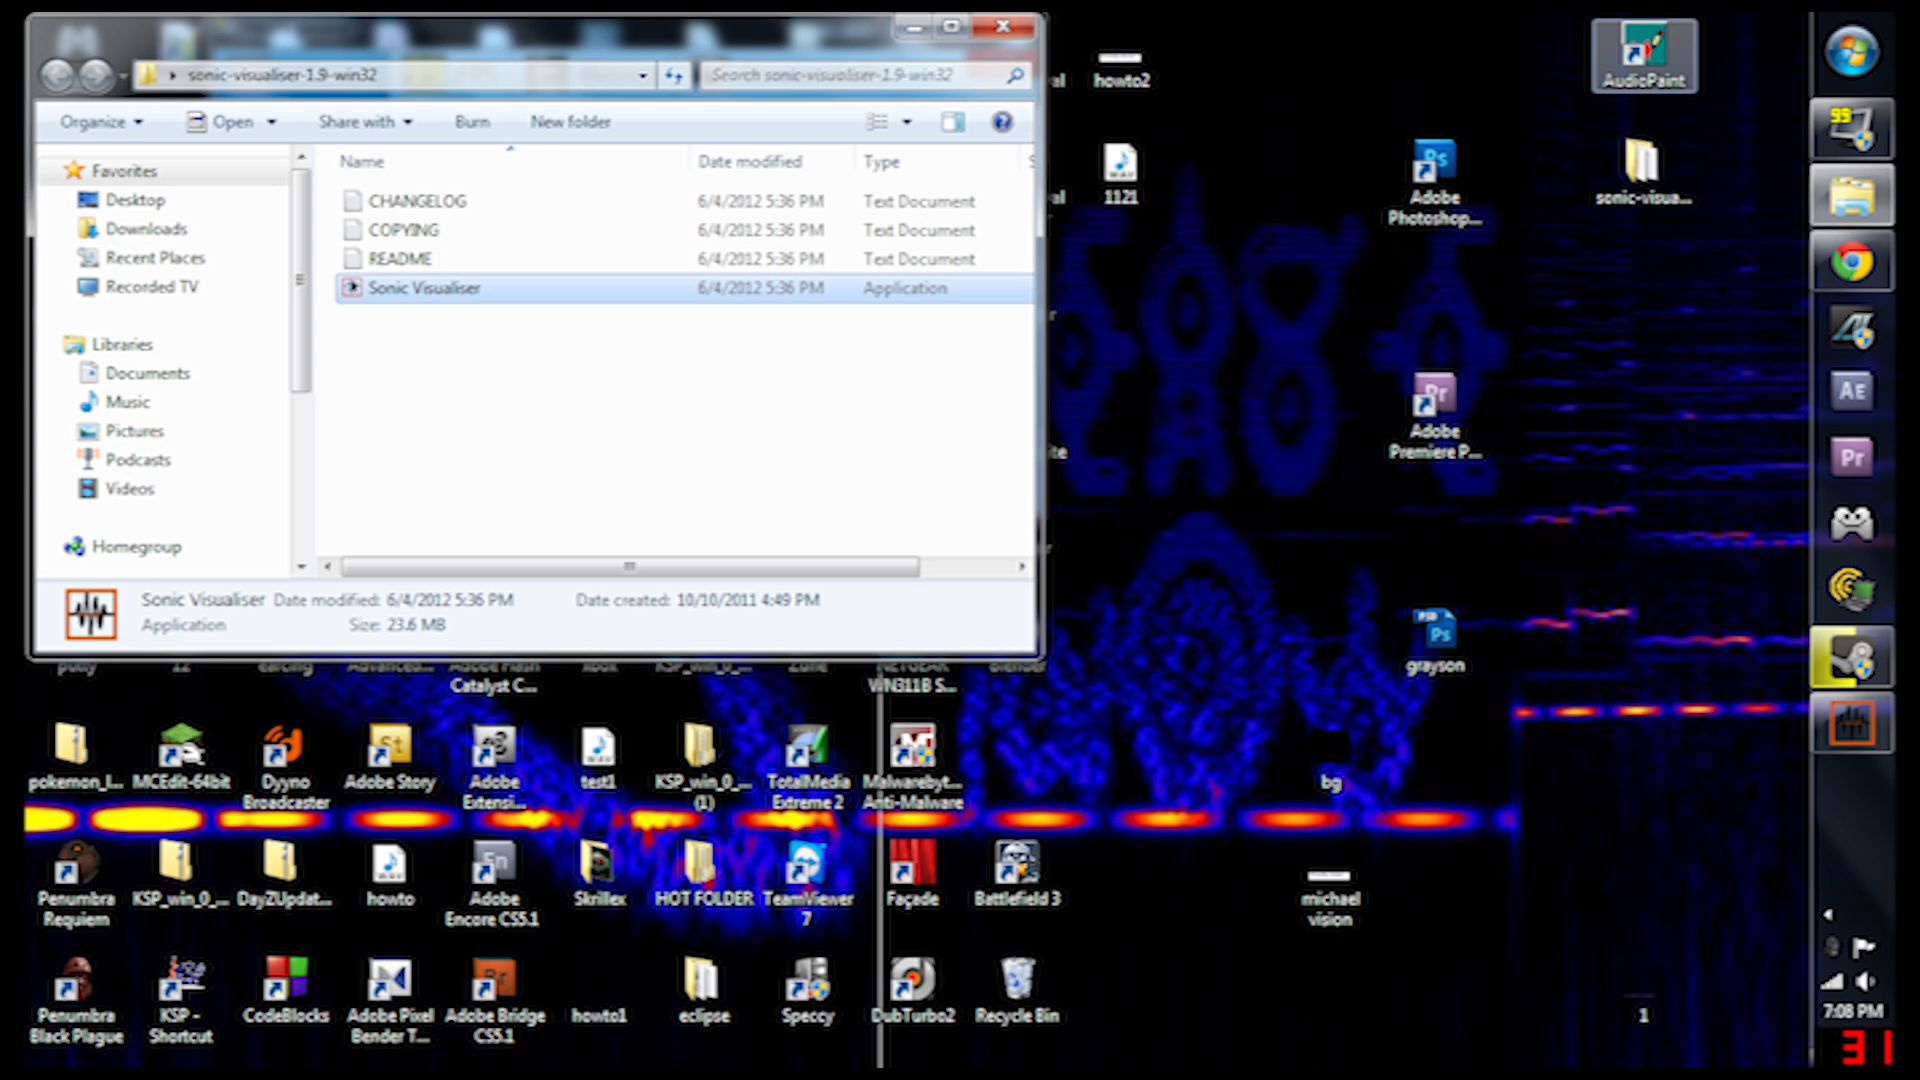 sonic-visualiser-1.9-win32
Search sonic-visualiser-1.9-win32
Organize
Open
Share with
Burn
New folder
Name
Date modified
Type
Favorites
Desktop
Downloads
Recent Places
Recorded TV
Libraries
Documents
Music
Pictures
Podcasts
Videos
Homegroup
CHANGELOG 6/4/2012 5:36 PM Text Document
COPYING 6/4/2012 5:36 PM Text Document
README 6/4/2012 5:36 PM Text Document
Sonic Visualiser 6/4/2012 5:36 PM Application
Sonic Visualiser Date modified: 6/4/2012 5:36 PM Date created: 10/10/2011 4:49 PM
Application Size: 23.6 MB
howto2
AudioPaint
1121
Adobe
Photoshop...
sonic-visua...
Adobe
Premiere P...
grayson
Catalyst C...
WN311B S...
pokemon_l...
MCEdit-64bit
Dyyno
Broadcaster
Adobe Story
Adobe
Extensi...
test1
KSP_win_0_...
(1)
TotalMedia
Extreme 2
Malwarebyt...
Anti-Malware
bg
Penumbra
Requiem
KSP_win_0_...
DayZUpdat...
howto
Adobe
Encore CS5.1
Skrillex
HOT FOLDER
TeamViewer
7
Façade
Battlefield 3
michael
vision
Penumbra
Black Plague
KSP -
Shortcut
CodeBlocks
Adobe Pixel
Bender T...
Adobe Bridge
CS5.1
howto1
eclipse
Speccy
DubTurbo2
Recycle Bin
1
99
AE
Pr
7:08 PM
31